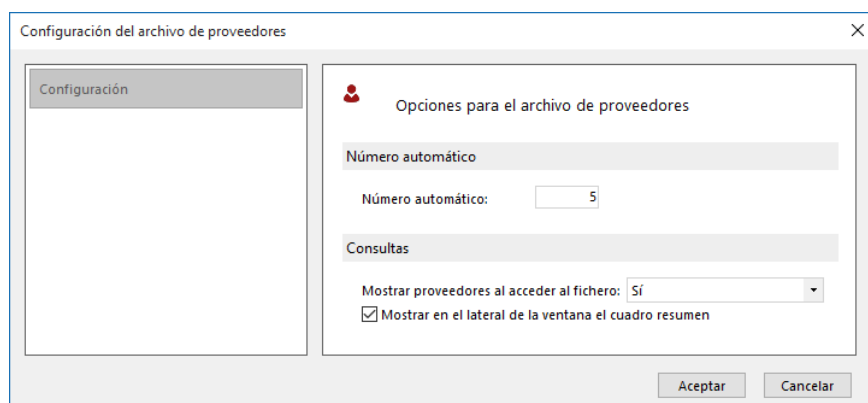 Configuración del archivo de proveedores
Configuración
Opciones para el archivo de proveedores
Número automático
Número automático: 5
Consultas
Mostrar proveedores al acceder al fichero: Sí
Mostrar en el lateral de la ventana el cuadro resumen
Aceptar Cancelar